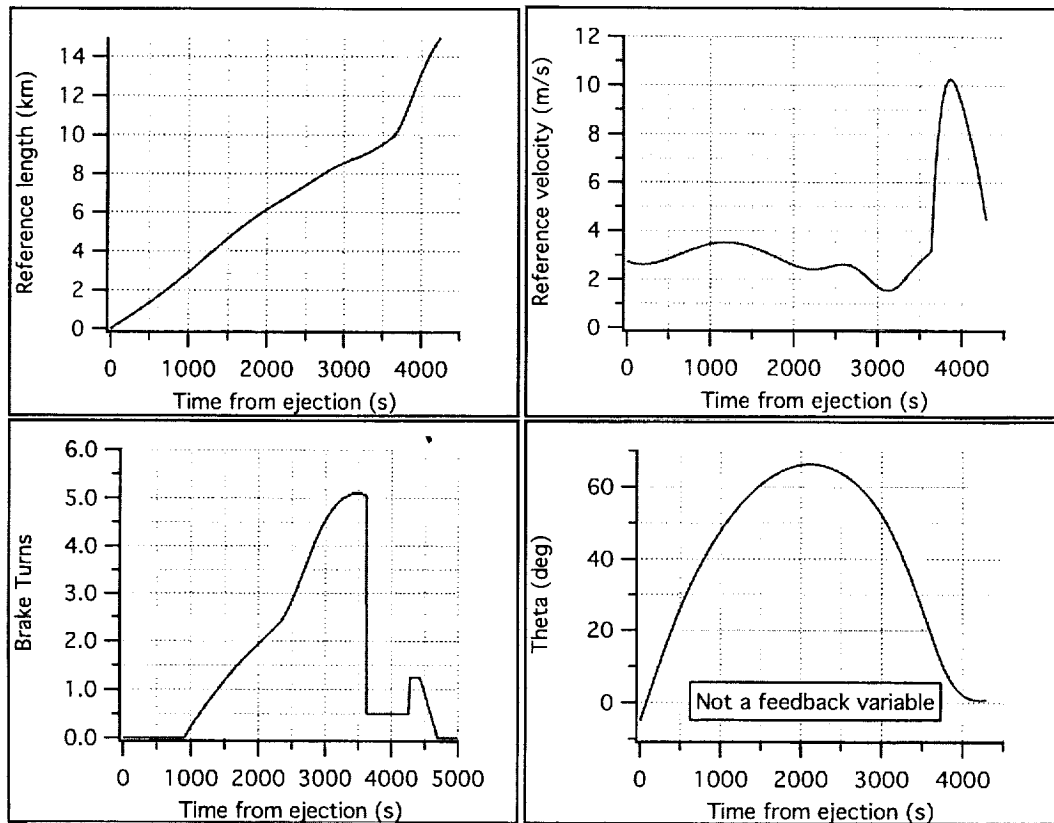 Reference length (km)
14
12
10
8
6
4
2
0
0 1000 2000 3000 4000
Time from ejection (s)
Reference velocity (m/s)
12
10
8
6
4
2
0
0 1000 2000 3000 4000
Time from ejection (s)
Brake Turns
6.0
5.0
4.0
3.0
2.0
1.0
0.0
0 1000 2000 3000 4000 5000
Time from ejection (s)
Theta (deg)
60
40
20
0
Not a feedback variable
0 1000 2000 3000 4000
Time from ejection (s)